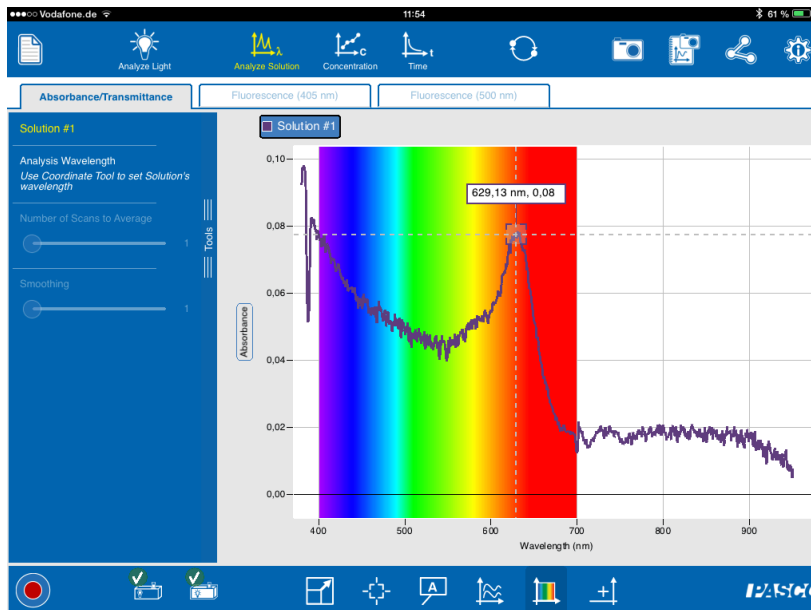 ●●●○○ Vodafone.de 11:54 61 %
Analyze Light
Analyze Solution
Concentration
Time
λ
C
t
Absorbance/Transmittance
Fluorescence (405 nm)
Fluorescence (500 nm)
Solution #1
Analysis Wavelength
Use Coordinate Tool to set Solution's
wavelength
Number of Scans to Average
1
Smoothing
1
Tools
Solution #1
629,13 nm, 0,08
0,10
0,08
0,06
0,04
0,02
0,00
Absorbance
400 500 600 700 800 900
Wavelength (nm)
A
PASCO